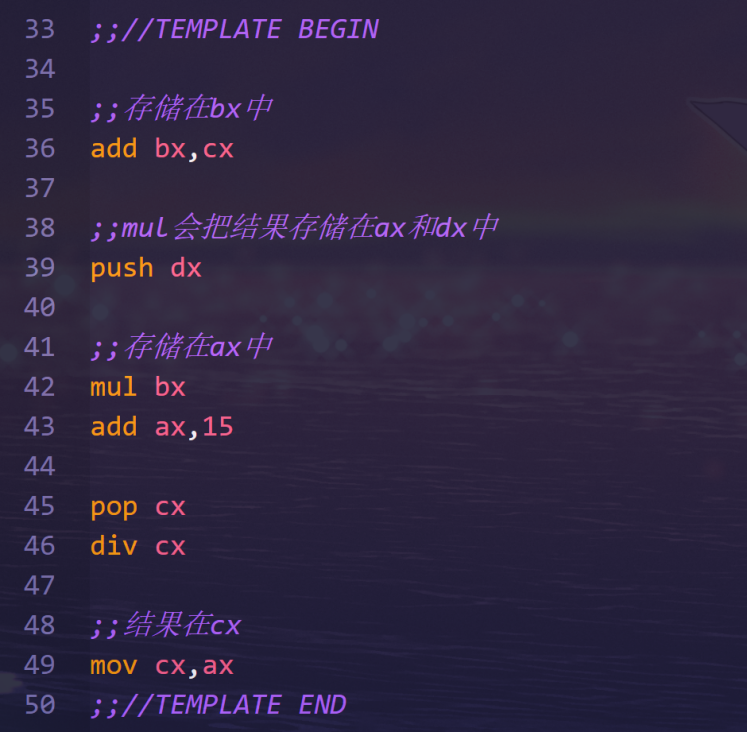 33 ;;//TEMPLATE BEGIN
34
35 ;;存储在bx中
36 add bx,cx
37
38 ;;mul会把结果存储在ax和dx中
39 push dx
40
41 ;;存储在ax中
42 mul bx
43 add ax,15
44
45 pop cx
46 div cx
47
48 ;;结果在cx
49 mov cx,ax
50 ;;//TEMPLATE END